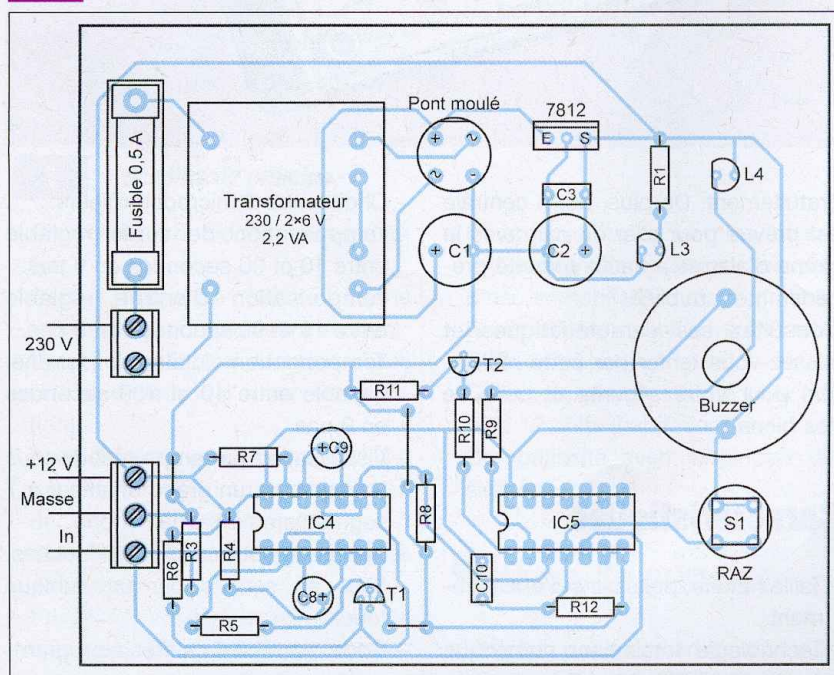 Pont moulé
7812
E S
Fusible 0,5 A
Transformateur
230 / 2×6 V
2,2 VA
+ ~
~ -
C3
R1
L4
C1 +
C2 +
L3
230 V
T2
R11
Buzzer
R10
R9
R7
+C9
+12 V
Masse
In
R8
IC4
IC5
S1
R3
R4
R6
C10
RAZ
C8+
T1
R12
R5